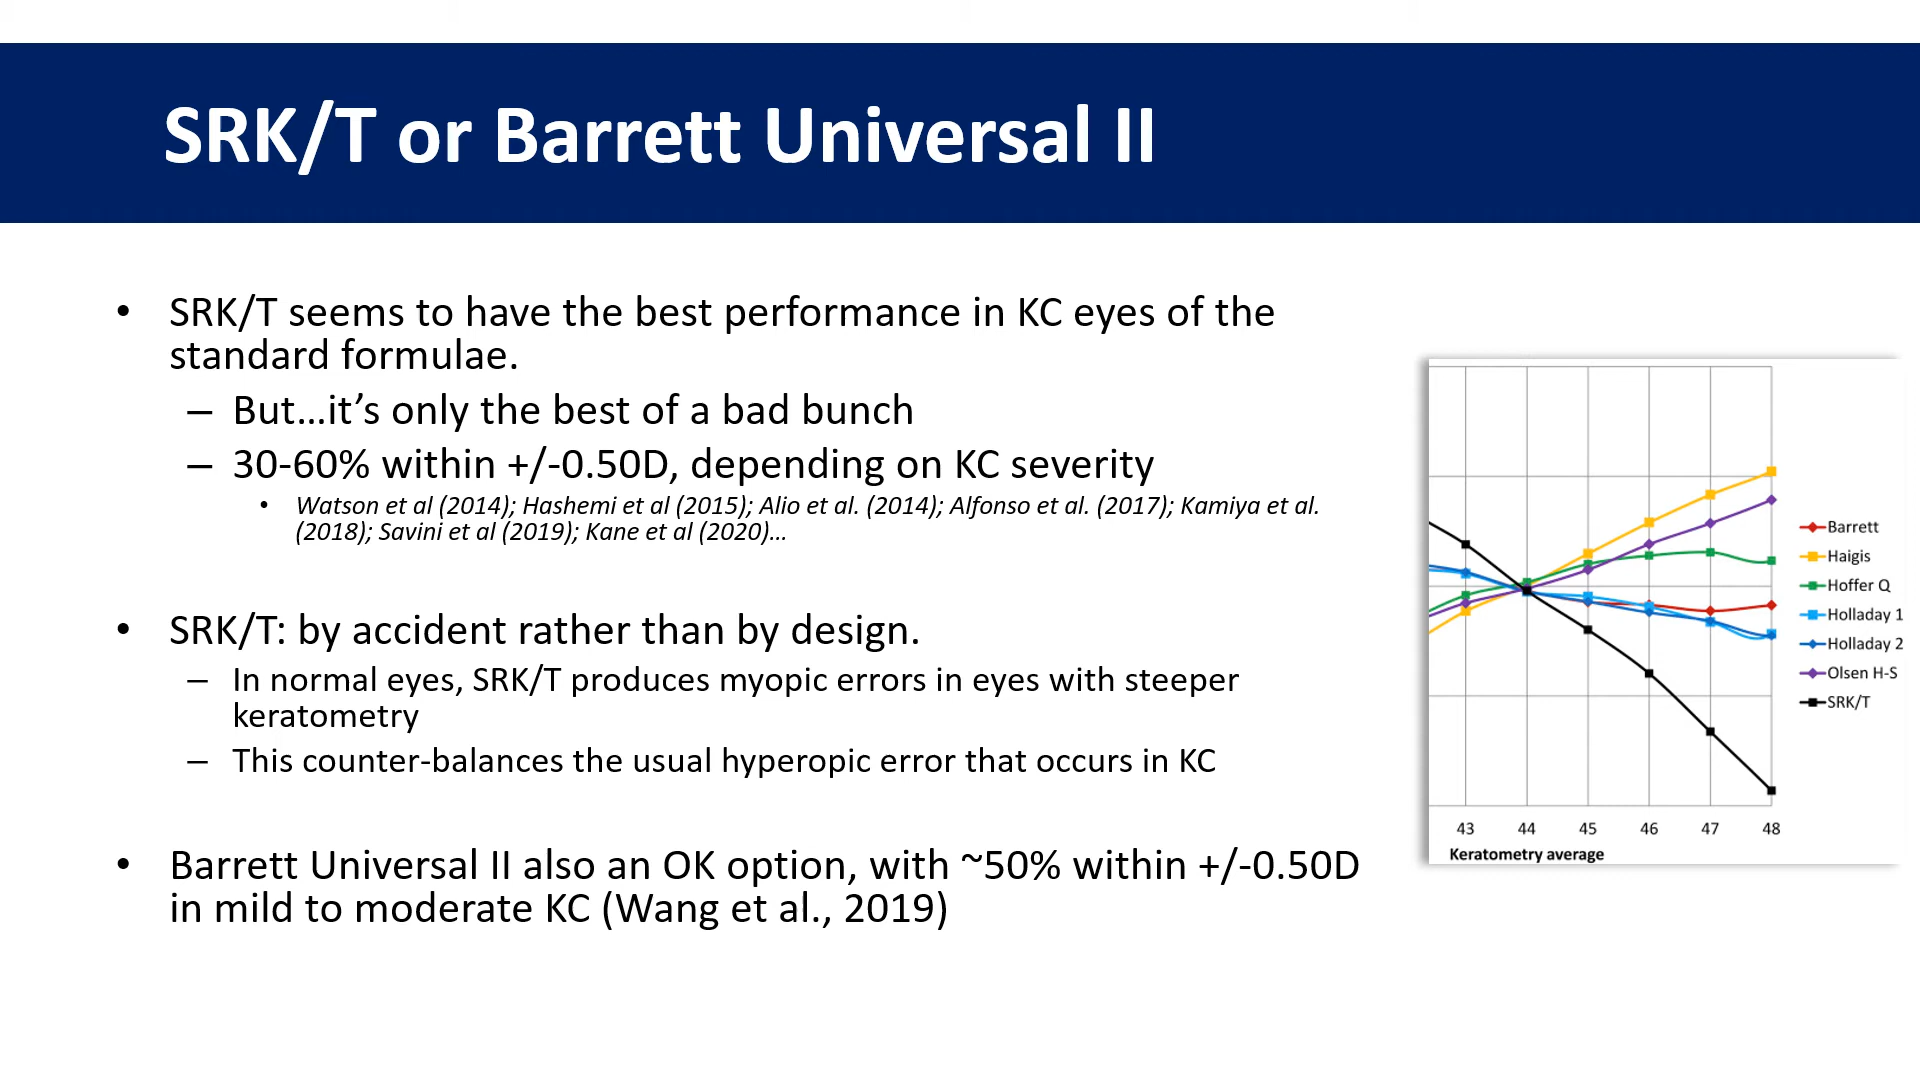 SRK/T or Barrett Universal II
• SRK/T seems to have the best performance in KC eyes of the
standard formulae.
– But...it's only the best of a bad bunch
– 30-60% within +/-0.50D, depending on KC severity
• Watson et al (2014); Hashemi et al (2015); Alio et al. (2014); Alfonso et al. (2017); Kamiya et al.
(2018); Savini et al (2019); Kane et al (2020)...
• SRK/T: by accident rather than by design.
– In normal eyes, SRK/T produces myopic errors in eyes with steeper
keratometry
– This counter-balances the usual hyperopic error that occurs in KC
• Barrett Universal II also an OK option, with ~50% within +/-0.50D
in mild to moderate KC (Wang et al., 2019)
Barrett
Haigis
Hoffer Q
Holladay 1
Holladay 2
Olsen H-S
SRK/T
43 44 45 46 47 48
Keratometry average